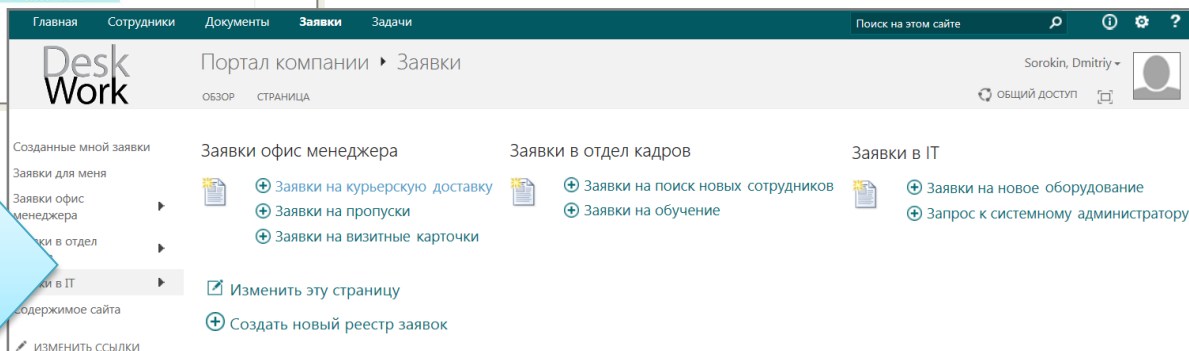 Главная Сотрудники Документы Заявки Задачи Поиск на этом сайте
Desk
Work
Портал компании ▸ Заявки
Sorokin, Dmitriy
ОБЗОР СТРАНИЦА
ОБЩИЙ ДОСТУП
Созданные мной заявки
Заявки для меня
Заявки офис
менеджера
в отдел
в IT
Содержимое сайта
ИЗМЕНИТЬ ССЫЛКИ
Заявки офис менеджера
Заявки на курьерскую доставку
Заявки на пропуски
Заявки на визитные карточки
Заявки в отдел кадров
Заявки на поиск новых сотрудников
Заявки на обучение
Заявки в IT
Заявки на новое оборудование
Запрос к системному администратору
Изменить эту страницу
Создать новый реестр заявок